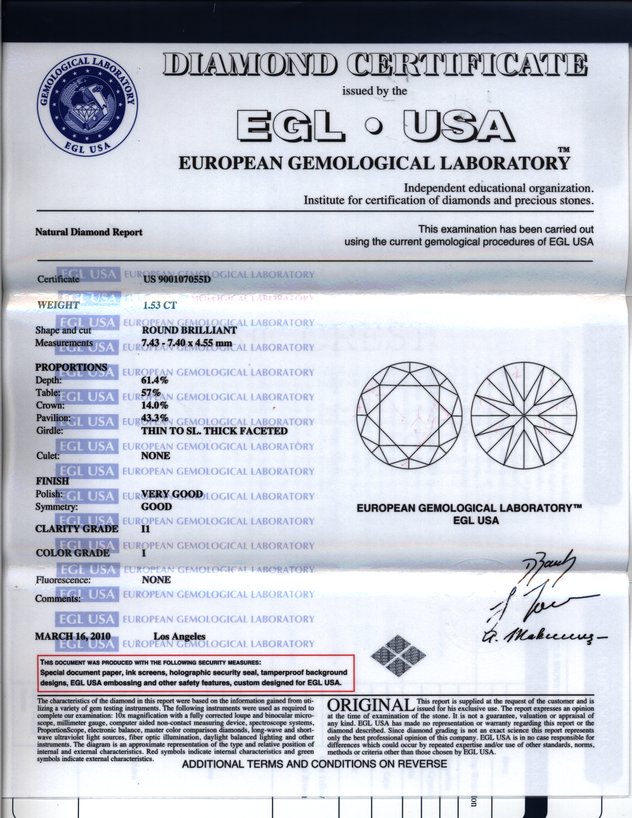 GEMOLOGICAL LABORATORY
EGL USA
DIAMOND CERTIFICATE
issued by the
EGL • USA
EUROPEAN GEMOLOGICAL LABORATORY™
Independent educational organization.
Institute for certification of diamonds and precious stones.
Natural Diamond Report
This examination has been carried out
using the current gemological procedures of EGL USA
Certificate US 900107055D
WEIGHT 1.53 CT
Shape and cut ROUND BRILLIANT
Measurements 7.43 - 7.40 x 4.55 mm
PROPORTIONS
Depth: 61.4%
Table: 57%
Crown: 14.0%
Pavilion: 43.3%
Girdle: THIN TO SL. THICK FACETED
Culet: NONE
FINISH
Polish: VERY GOOD
Symmetry: GOOD
CLARITY GRADE I1
COLOR GRADE I
Fluorescence: NONE
Comments:
EUROPEAN GEMOLOGICAL LABORATORY™
EGL USA
MARCH 16, 2010 Los Angeles
THIS DOCUMENT WAS PRODUCED WITH THE FOLLOWING SECURITY MEASURES:
Special document paper, ink screens, holographic security seal, tamperproof background
designs, EGL USA embossing and other safety features, custom designed for EGL USA.
The characteristics of the diamond in this report were based on the information gained from uti-
lizing a variety of gem testing instruments. The following instruments were used as required to
complete our examination: 10x magnification with a fully corrected loupe and binocular micro-
scope, millimeter gauge, computer aided non-contact measuring device, spectroscope systems,
ProportionScope, electronic balance, master color comparison diamonds, long-wave and short-
wave ultraviolet light sources, fiber optic illumination, daylight balanced lighting and other
instruments. The diagram is an approximate representation of the type and relative position of
internal and external characteristics. Red symbols indicate internal characteristics and green
symbols indicate external characteristics.
ORIGINAL This report is supplied at the request of the customer and is
issued for his exclusive use. The report expresses an opinion
at the time of examination of the stone. It is not a guarantee, valuation or appraisal of
any kind. EGL USA has made no representation or warranty regarding this report or the
diamond described. Since diamond grading is not an exact science this report represents
only the best professional opinion of this company. EGL USA is in no case responsible for
differences which could occur by repeated expertise and/or use of other standards, norms,
methods or criteria other than those chosen by EGL USA.
ADDITIONAL TERMS AND CONDITIONS ON REVERSE